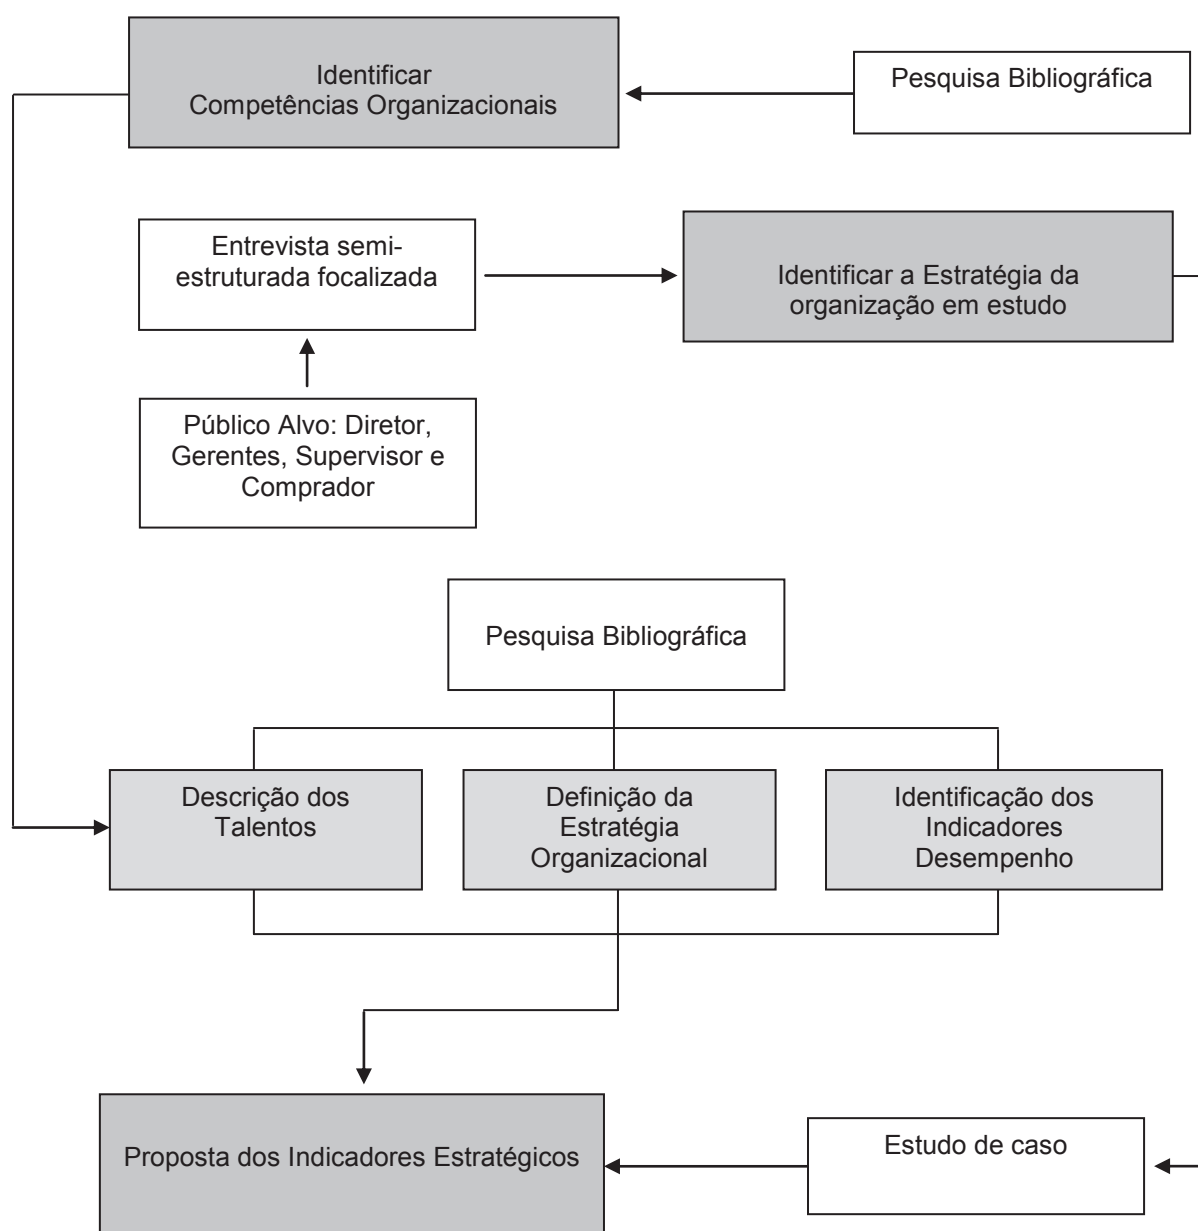 Identificar
Competências Organizacionais
Pesquisa Bibliográfica
Entrevista semi-
estruturada focalizada
Identificar a Estratégia da
organização em estudo
Público Alvo: Diretor,
Gerentes, Supervisor e
Comprador
Pesquisa Bibliográfica
Descrição dos
Talentos
Definição da
Estratégia
Organizacional
Identificação dos
Indicadores
Desempenho
Proposta dos Indicadores Estratégicos
Estudo de caso